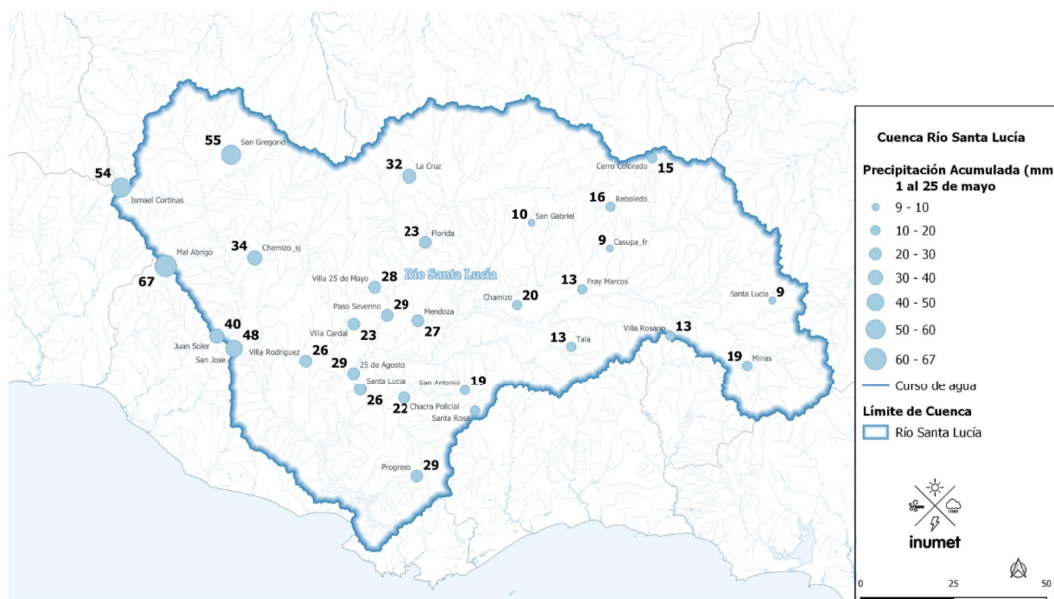 55
San Gregorio
54
Ismael Cortinas
32
La Cruz
15
Cerro Colorado
16
Reboledo
10
San Gabriel
23
Florida
9
Casupa_fr
Mal Abrigo
67
34
Chamizo_sj
Río Santa Lucía
Villa 25 de Mayo
28
13
Fray Marcos
Chamizo
20
Santa Lucia
9
Paso Severino
29
Mendoza
27
Villa Cardal
23
40
Juan Soler
48
San Jose
Villa Rodriguez
26
Villa Rosario
13
13
Tala
19
Minas
29
25 de Agosto
Santa Lucia
26
San Antonio
19
22
Chacra Policial
Santa Rosa
Progreso
29
Cuenca Río Santa Lucía
Precipitación Acumulada (mm
1 al 25 de mayo
9 - 10
10 - 20
20 - 30
30 - 40
40 - 50
50 - 60
60 - 67
Curso de agua
Límite de Cuenca
Río Santa Lucía
inumet
0
25
50